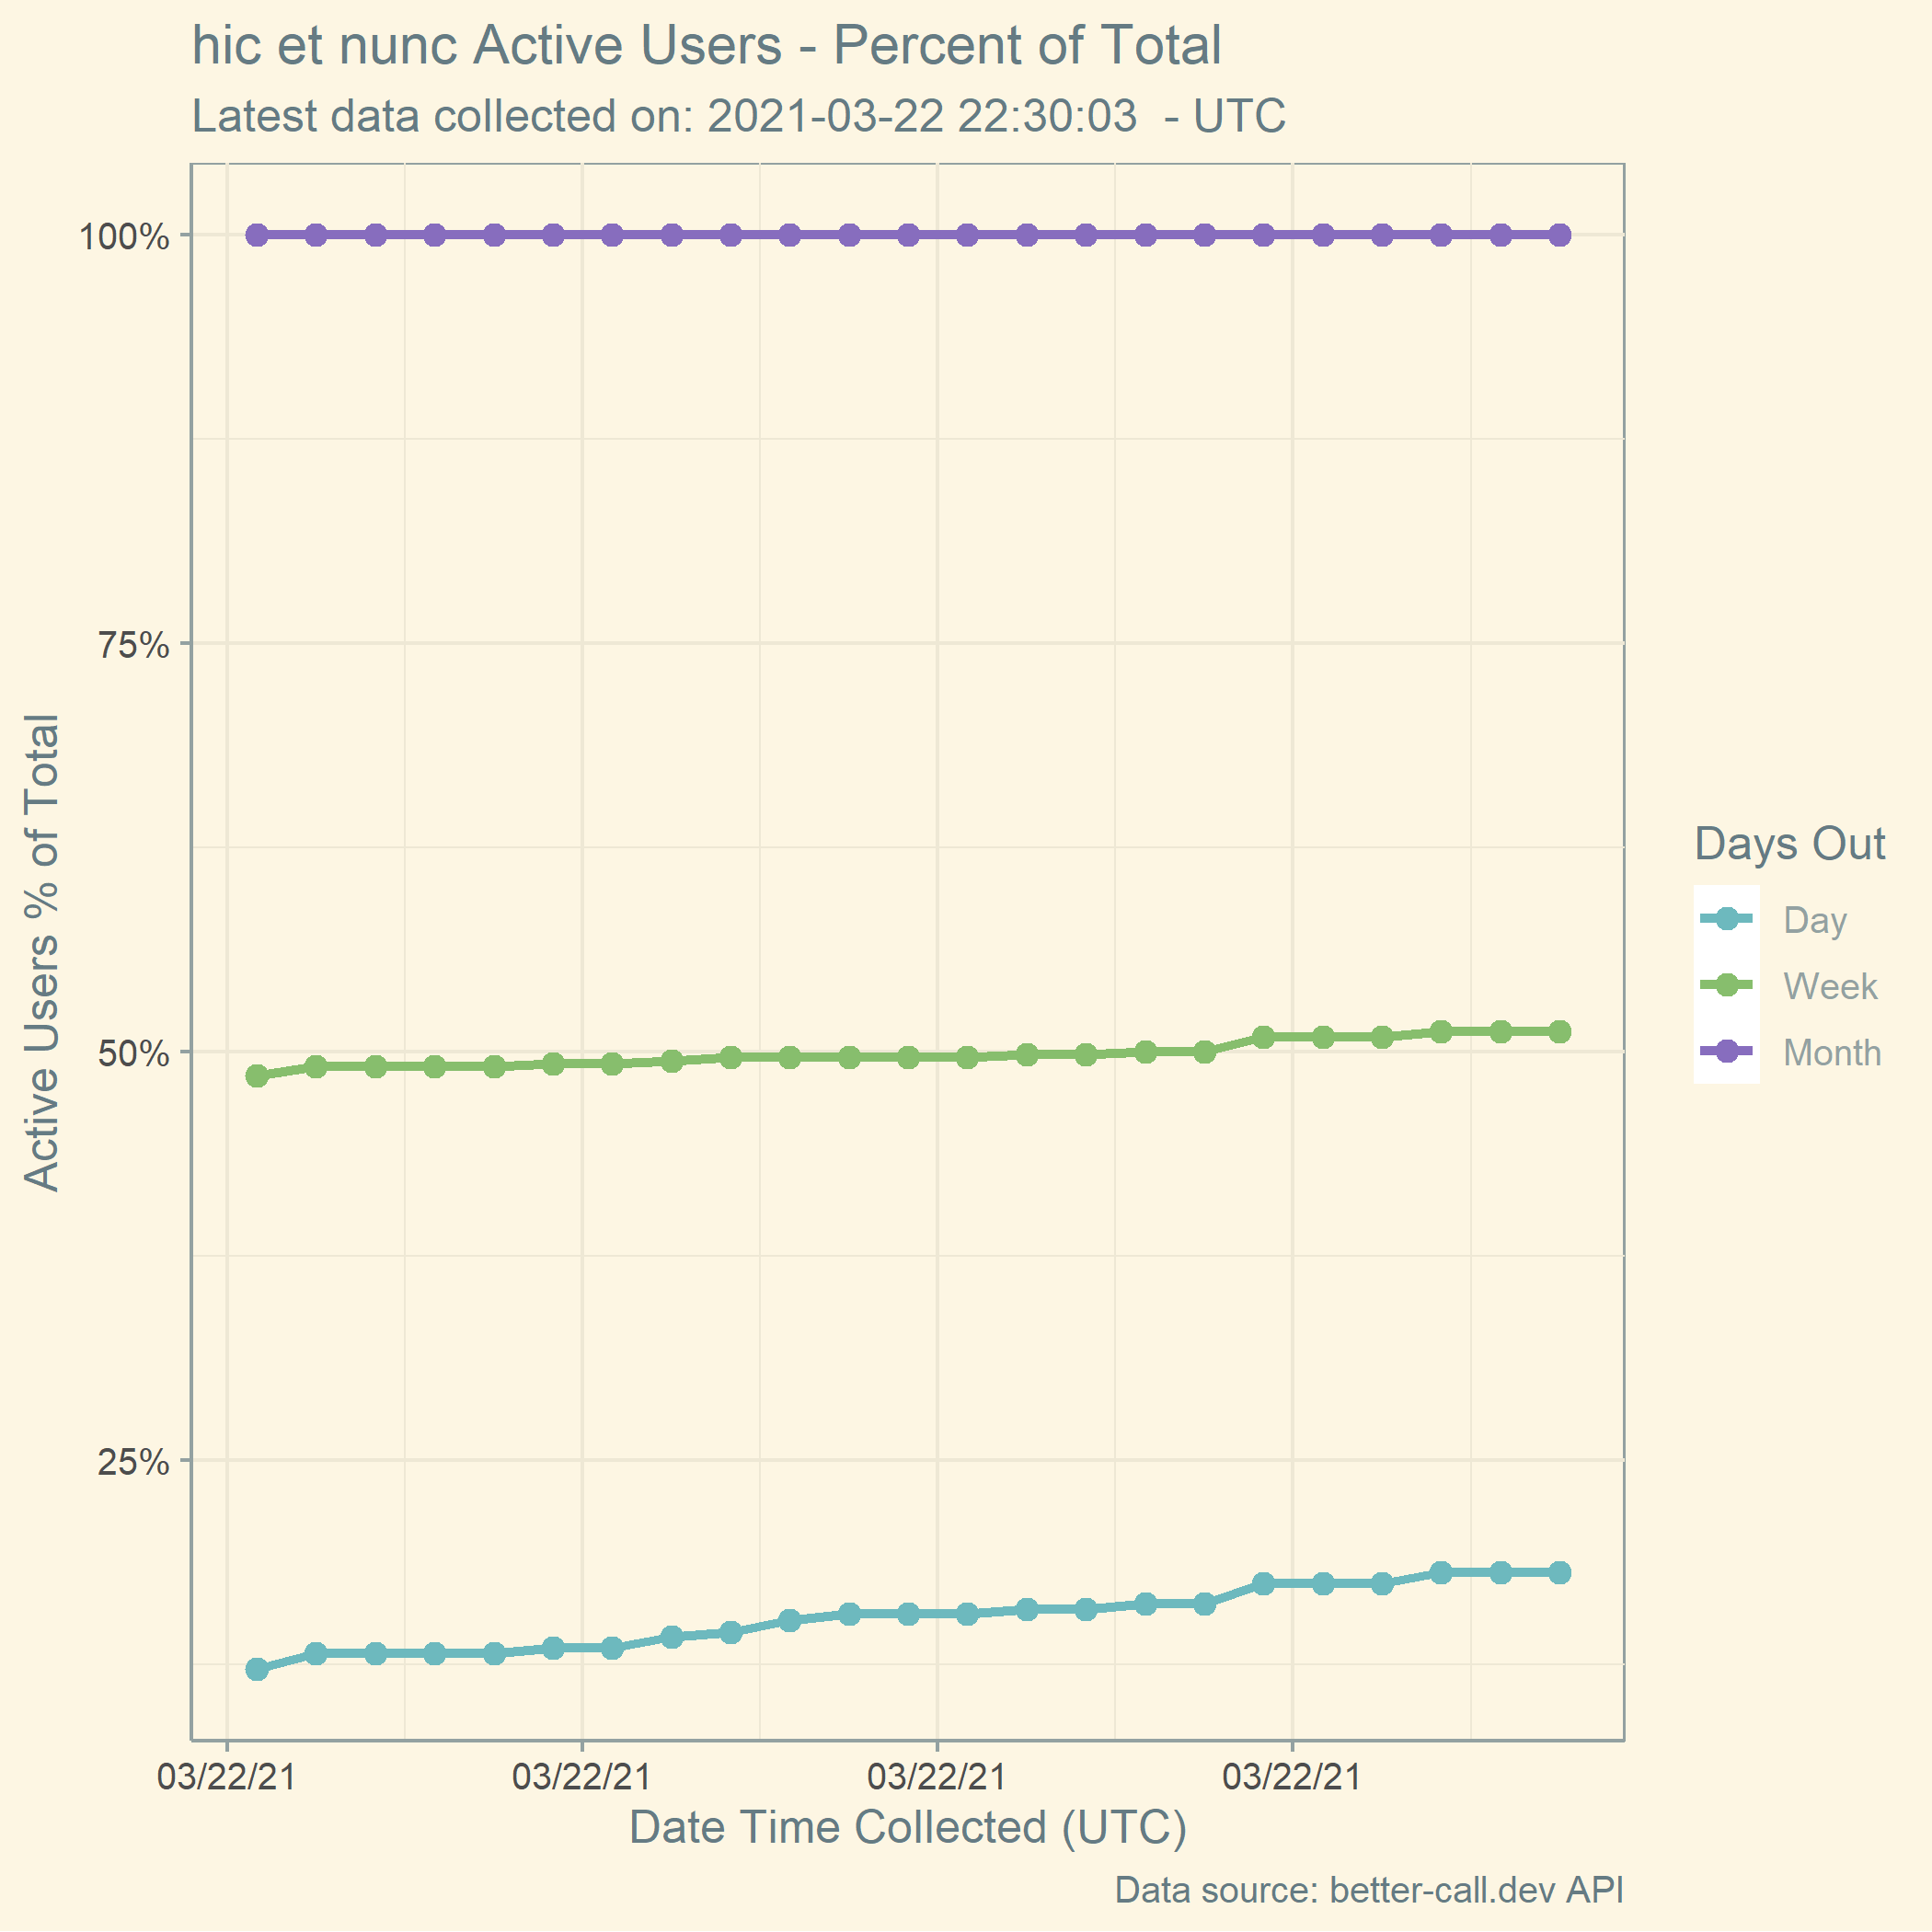 hic et nunc Active Users - Percent of Total
Latest data collected on: 2021-03-22 22:30:03  - UTC
Active Users % of Total
100%
75%
50%
25%
03/22/21 03/22/21 03/22/21 03/22/21
Date Time Collected (UTC)
Days Out
Day
Week
Month
Data source: better-call.dev API